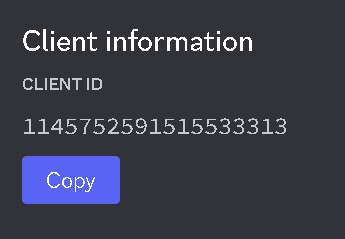 Client information
CLIENT ID
1145752591515533313
Copy